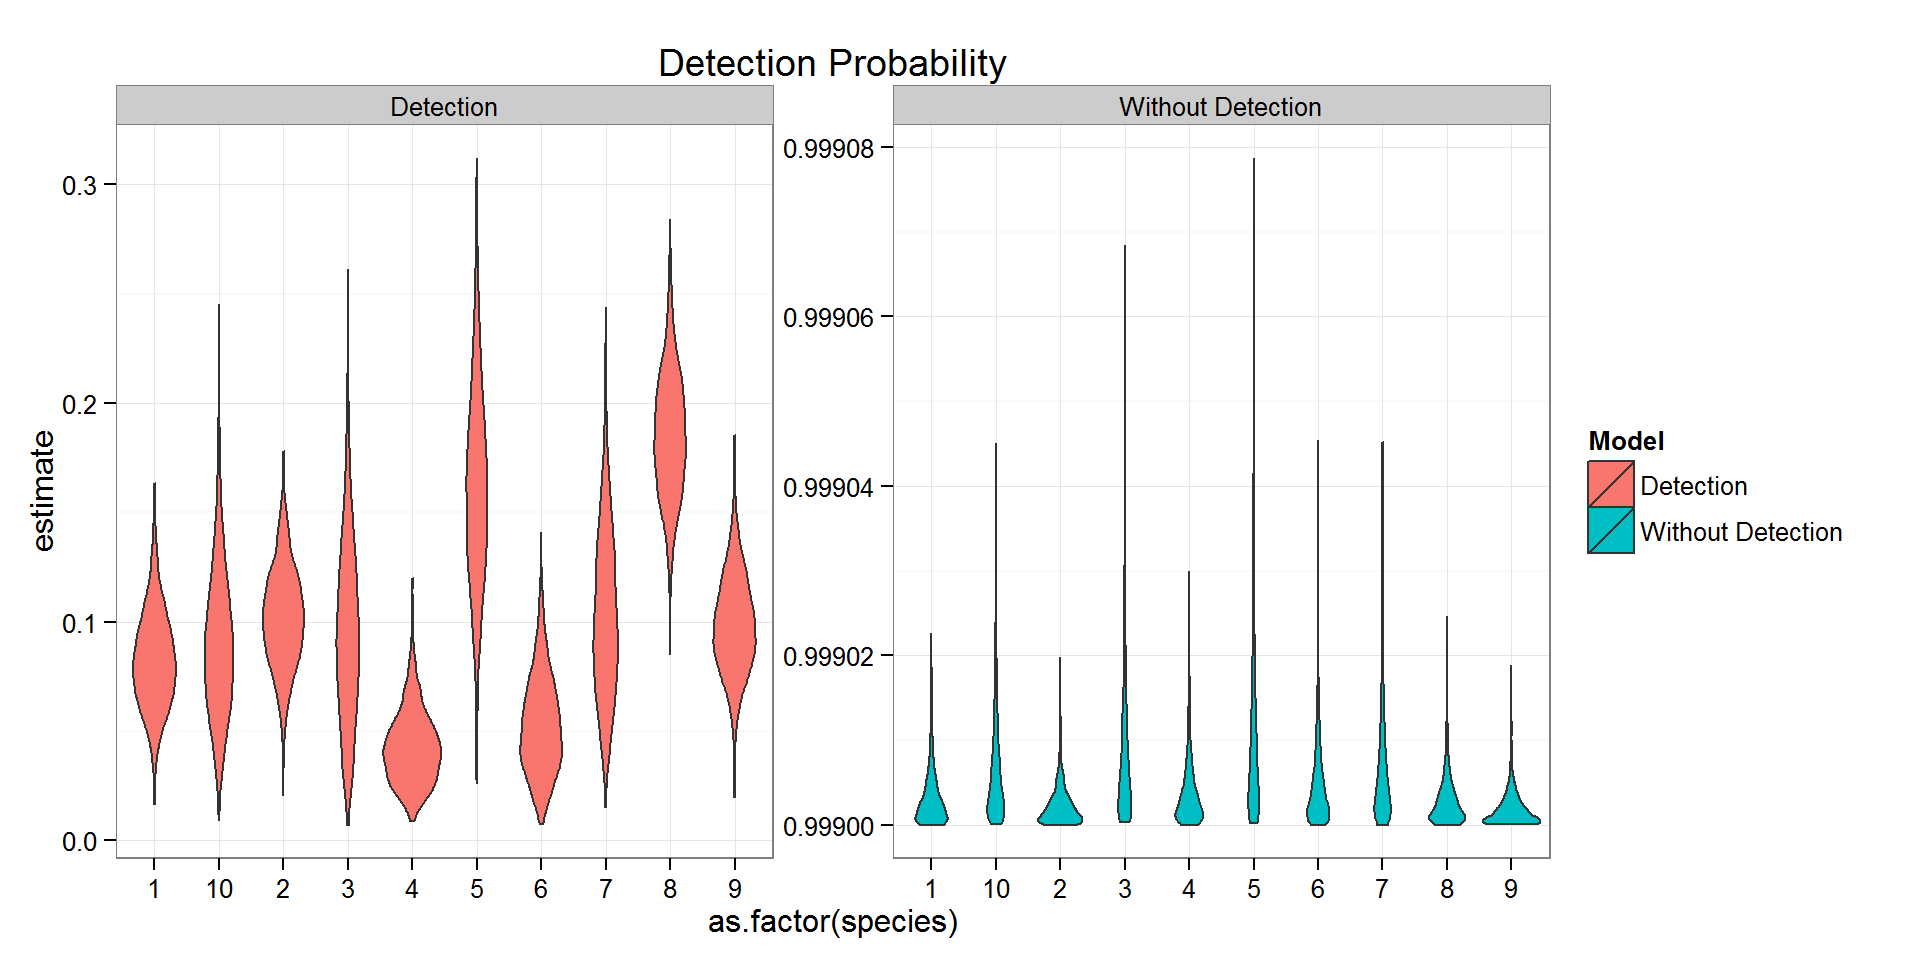 Detection Probability
Detection
Without Detection
estimate
0.3
0.2
0.1
0.0
0.99908
0.99906
0.99904
0.99902
0.99900
1 10 2 3 4 5 6 7 8 9
1 10 2 3 4 5 6 7 8 9
as.factor(species)
Model
Detection
Without Detection